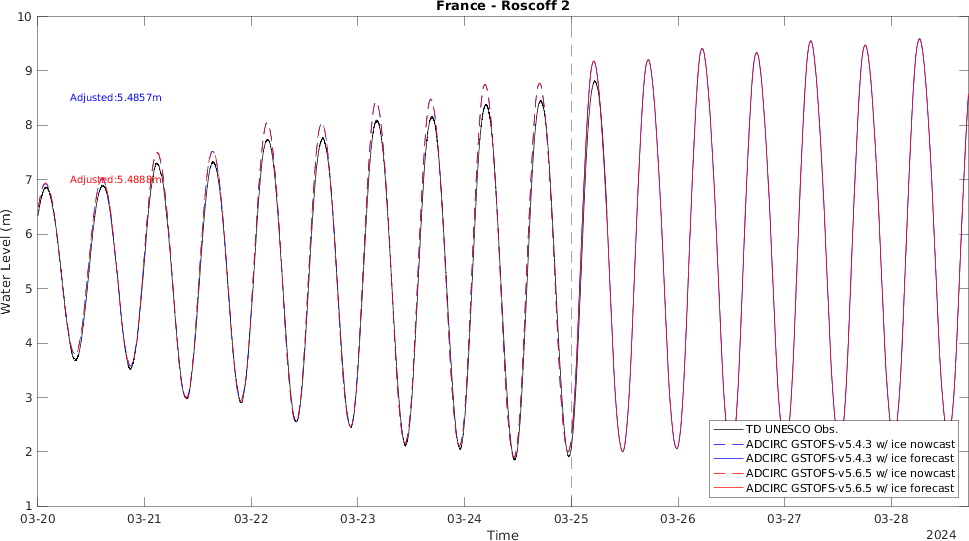 France - Roscoff 2
10
9
8
7
6
5
4
3
2
1
Water Level (m)
Adjusted:5.4857m
Adjusted:5.4888m
TD UNESCO Obs.
ADCIRC GSTOFS-v5.4.3 w/ ice nowcast
ADCIRC GSTOFS-v5.4.3 w/ ice forecast
ADCIRC GSTOFS-v5.6.5 w/ ice nowcast
ADCIRC GSTOFS-v5.6.5 w/ ice forecast
03-20 03-21 03-22 03-23 03-24 03-25 03-26 03-27 03-28
Time
2024